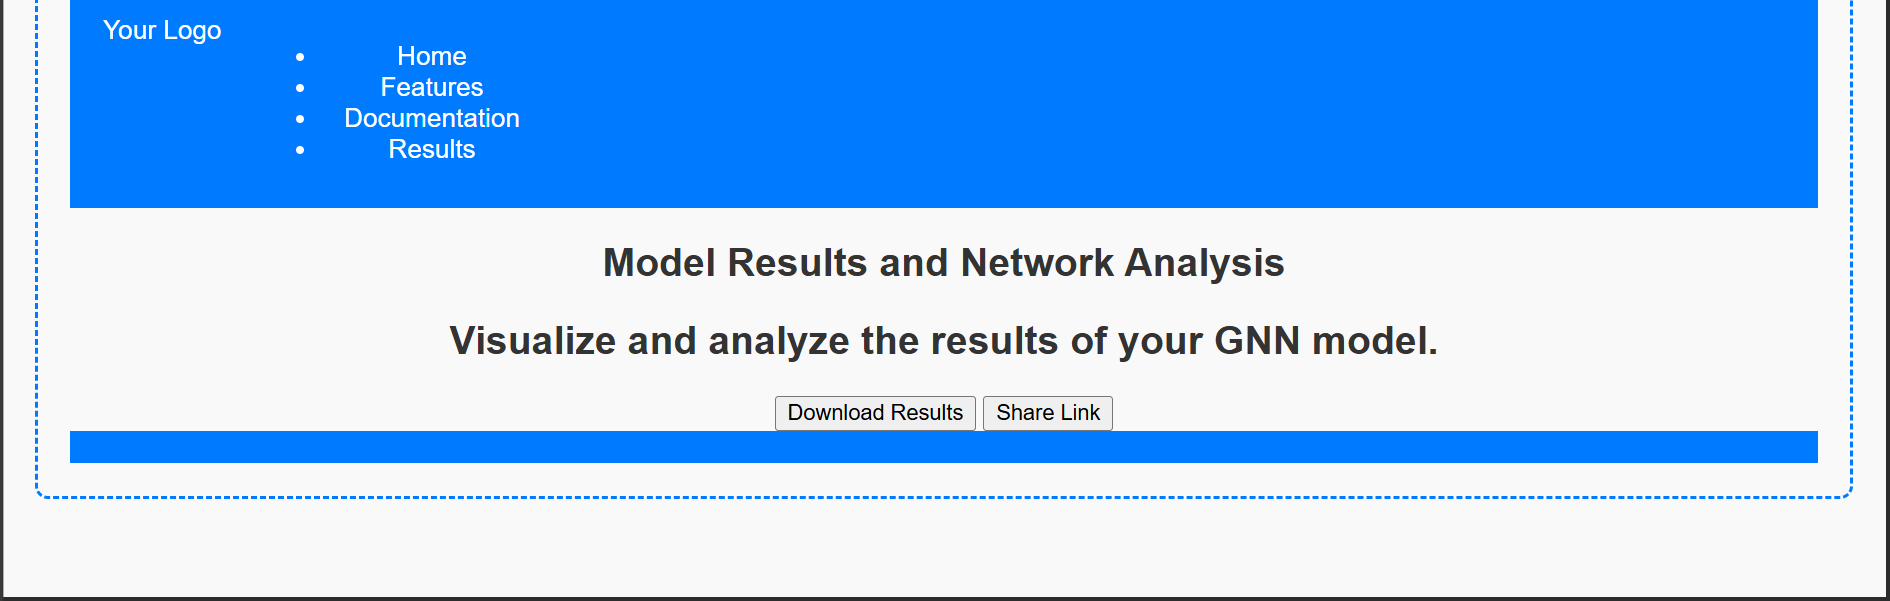 Your Logo
Home
Features
Documentation
Results
Model Results and Network Analysis
Visualize and analyze the results of your GNN model.
Download Results Share Link